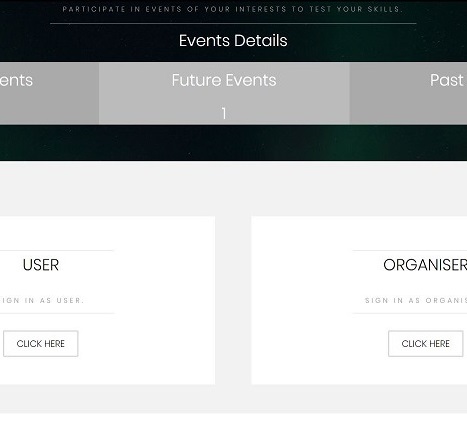 PARTICIPATE IN EVENTS OF YOUR INTERESTS TO TEST YOUR SKILLS.
Events Details
ents Future Events Past
1
USER ORGANISER
IGN IN AS USER. SIGN IN AS ORGANIS
CLICK HERE CLICK HERE